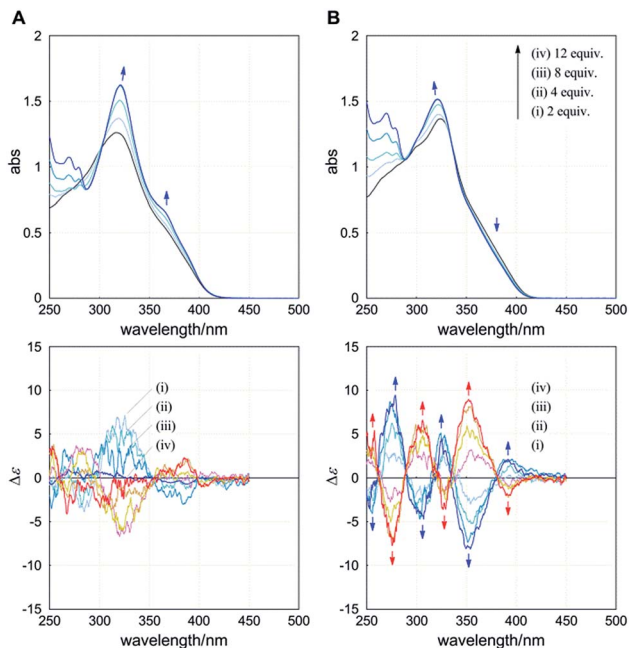 A
B
2
1.5
1
0.5
0
abs
250 300 350 400 450 500
wavelength/nm
2
1.5
1
0.5
0
abs
(iv) 12 equiv.
(iii) 8 equiv.
(ii) 4 equiv.
(i) 2 equiv.
250 300 350 400 450 500
wavelength/nm
15
10
5
0
-5
-10
-15
Δε
(i)
(ii)
(iii)
(iv)
250 300 350 400 450 500
wavelength/nm
15
10
5
0
-5
-10
-15
Δε
(iv)
(iii)
(ii)
(i)
250 300 350 400 450 500
wavelength/nm